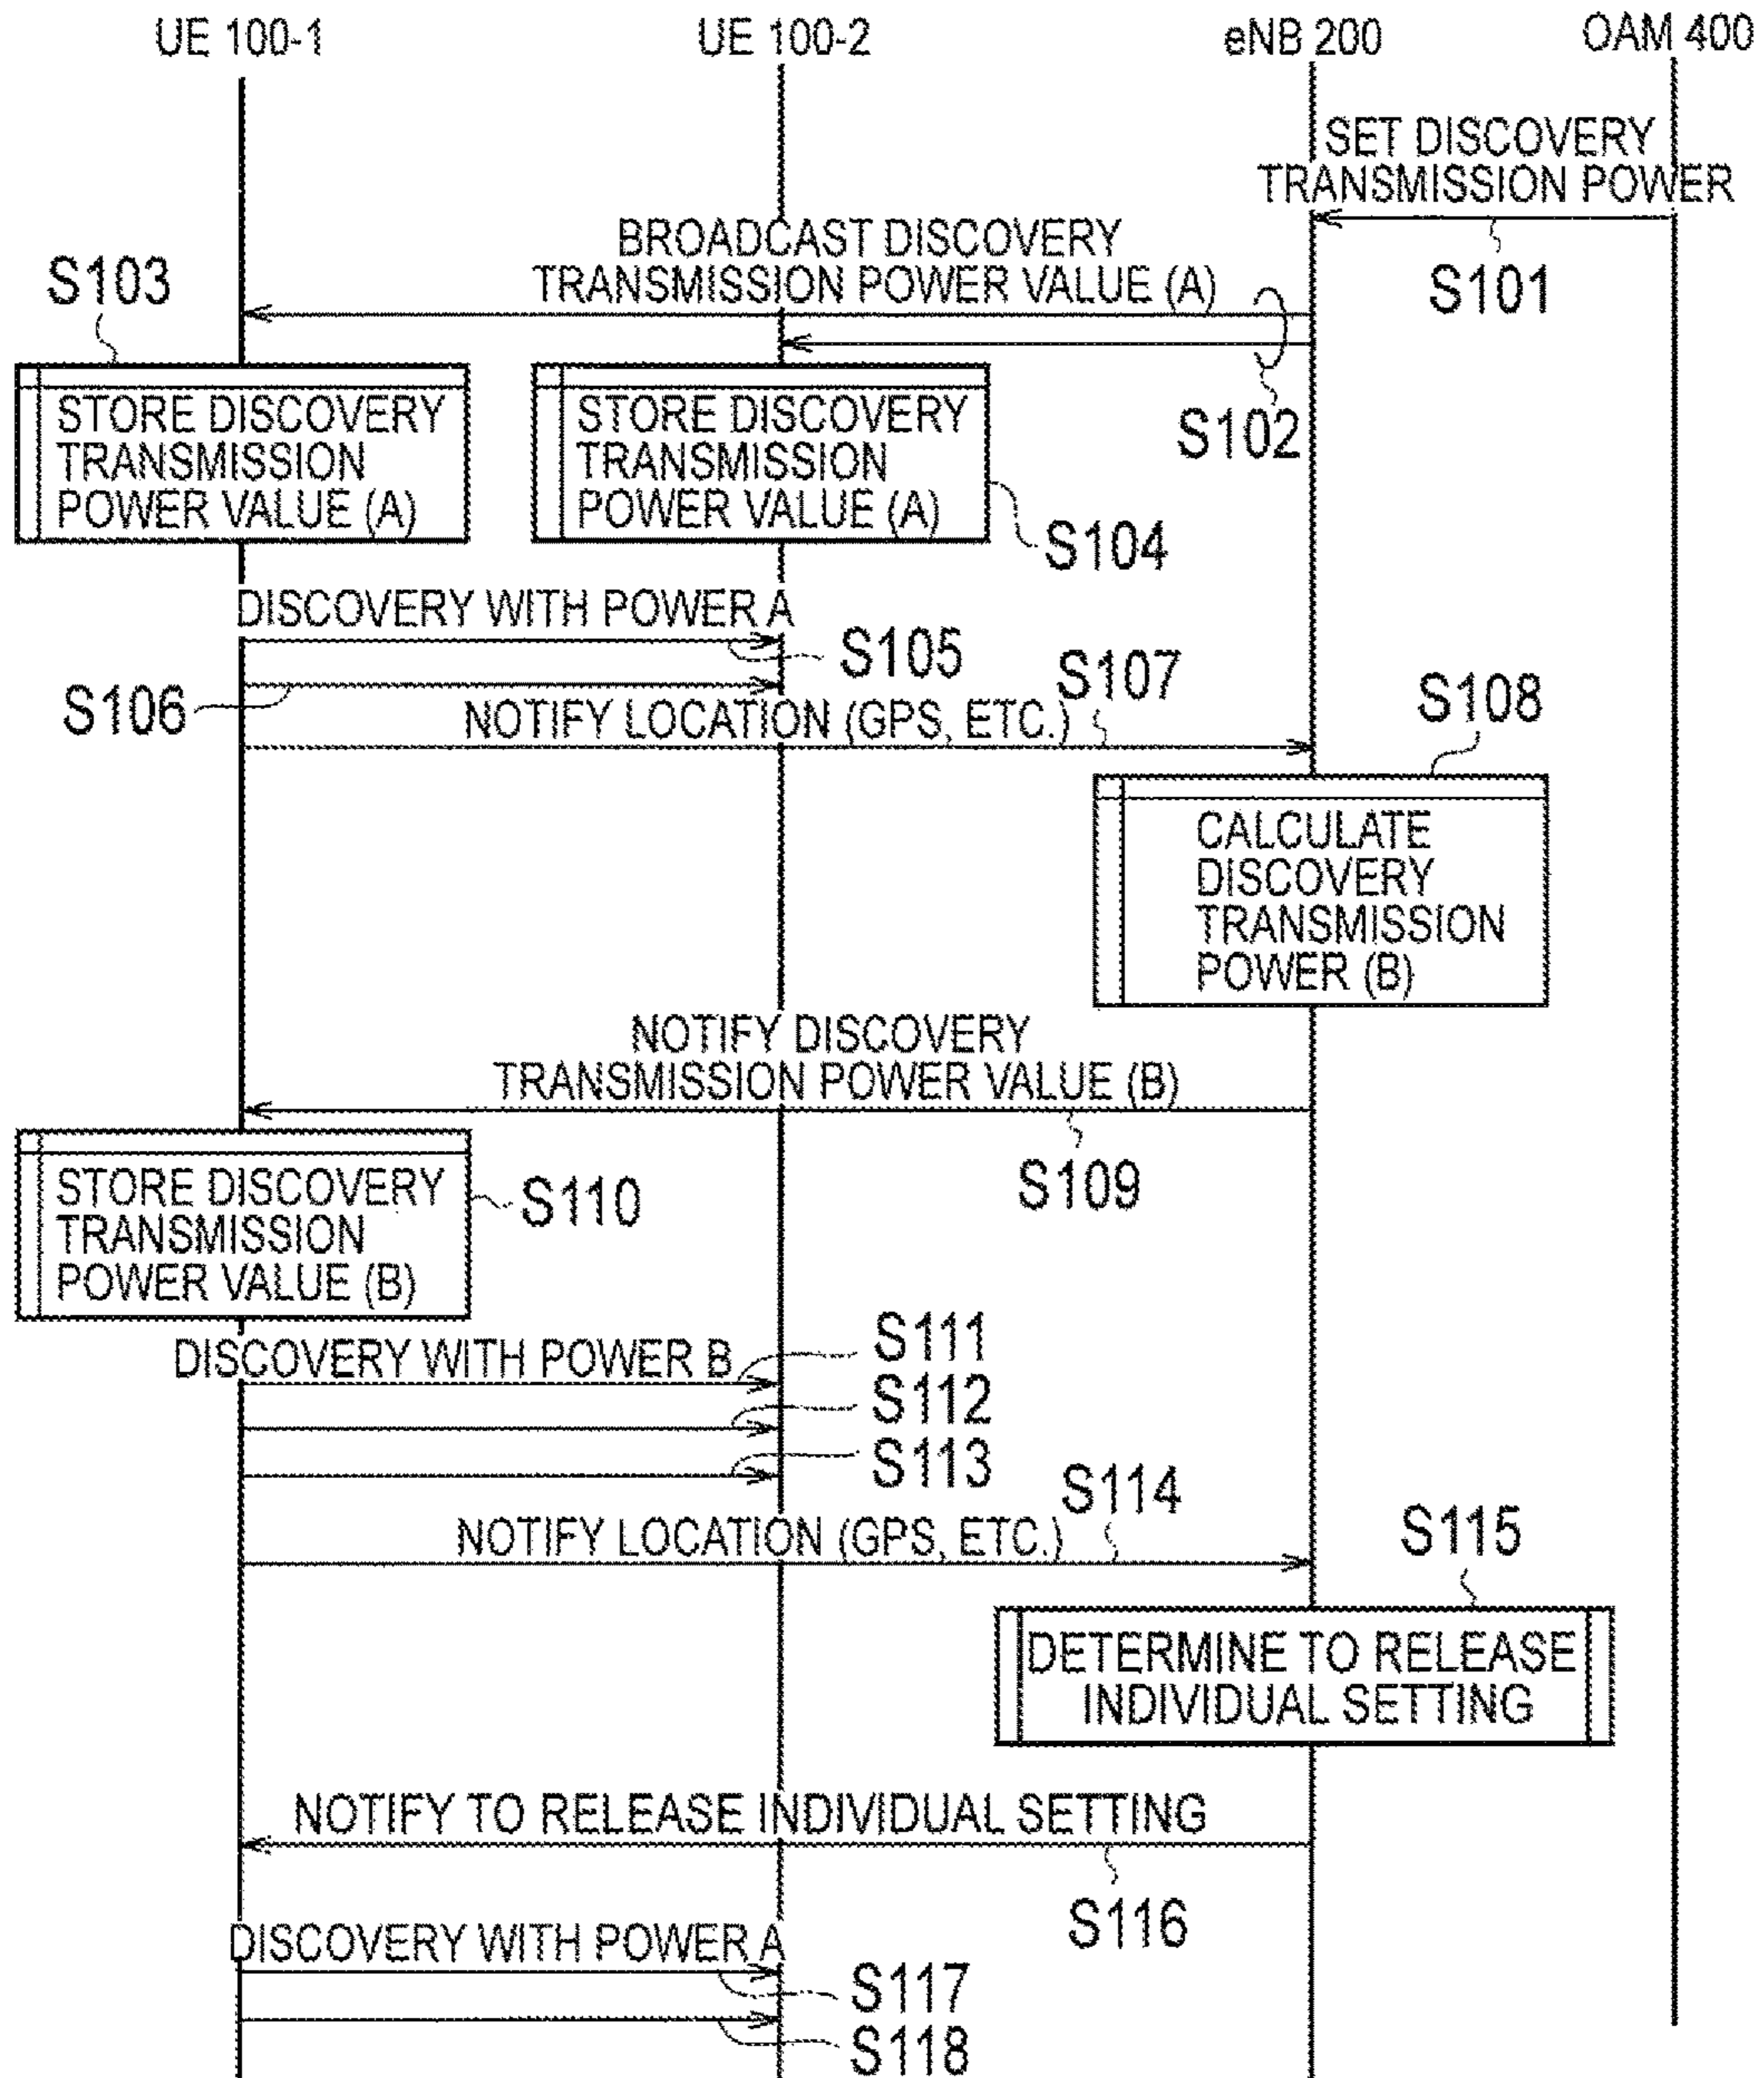 UE 100-1
UE 100-2
eNB 200
OAM 400
SET DISCOVERY
TRANSMISSION POWER
S101
BROADCAST DISCOVERY
TRANSMISSION POWER VALUE (A)
S102
S103
STORE DISCOVERY
TRANSMISSION
POWER VALUE (A)
STORE DISCOVERY
TRANSMISSION
POWER VALUE (A)
S104
DISCOVERY WITH POWER A
S105
S106
S107
NOTIFY LOCATION (GPS, ETC.)
S108
CALCULATE
DISCOVERY
TRANSMISSION
POWER (B)
NOTIFY DISCOVERY
TRANSMISSION POWER VALUE (B)
S109
STORE DISCOVERY
TRANSMISSION
POWER VALUE (B)
S110
DISCOVERY WITH POWER B
S111
S112
S113
S114
NOTIFY LOCATION (GPS, ETC.)
S115
DETERMINE TO RELEASE
INDIVIDUAL SETTING
NOTIFY TO RELEASE INDIVIDUAL SETTING
S116
DISCOVERY WITH POWER A
S117
S118